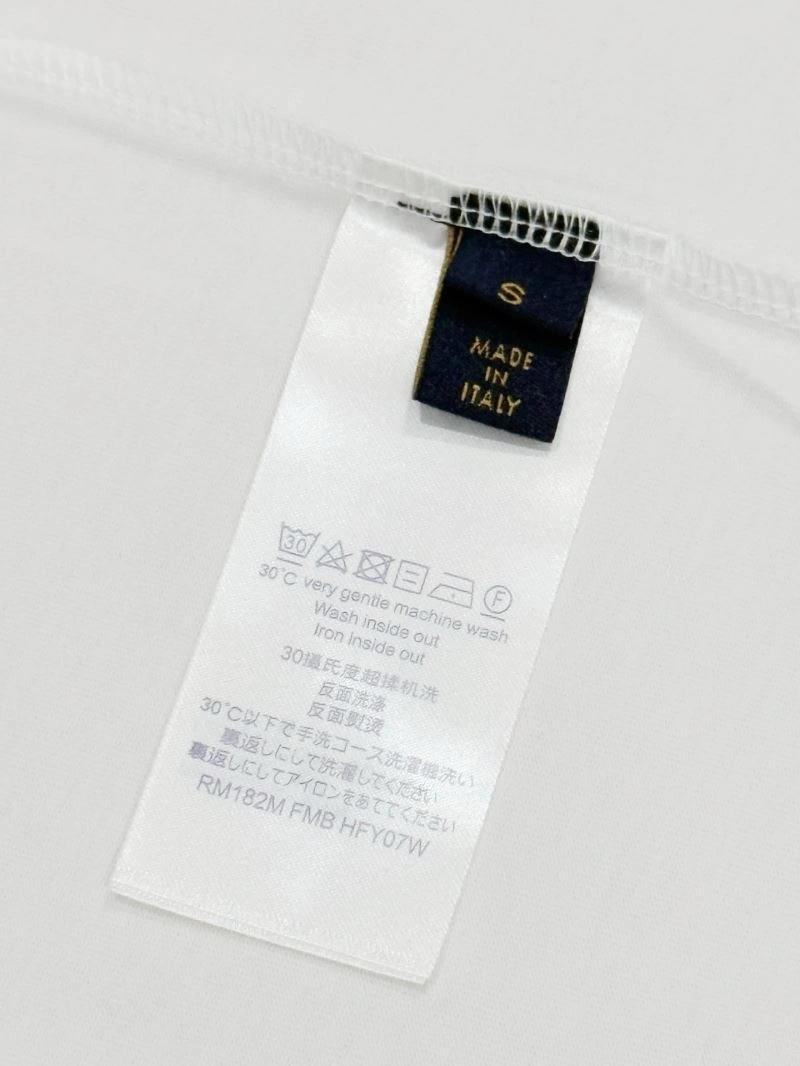 S
MADE
IN
ITALY
30
F
30°C very gentle machine wash
Wash inside out
Iron inside out
30攝氏度超揉机洗
反面洗涤
反面熨烫
30℃以下で手洗コース洗濯機洗い
裏返しにして洗濯してください
裏返しにしてアイロンをあててください
RM182M FMB HFY07W